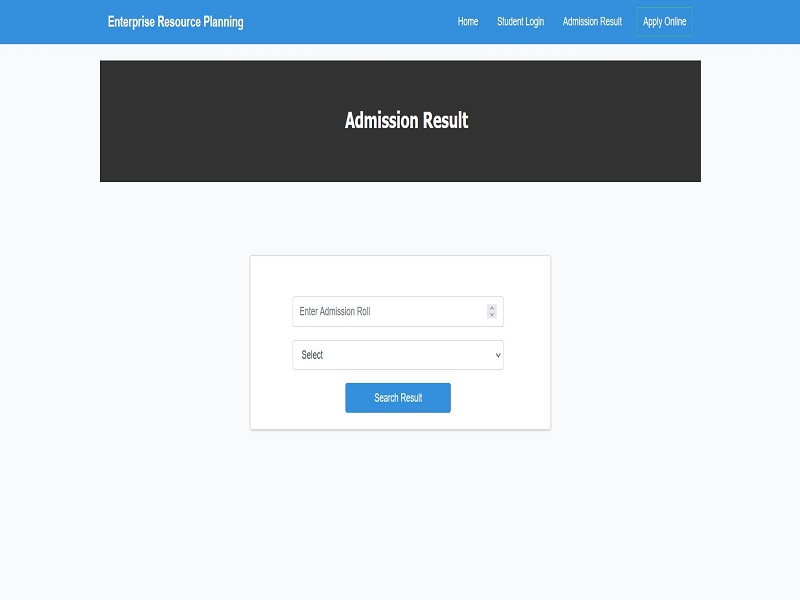 Enterprise Resource Planning
Home Student Login Admission Result Apply Online
Admission Result
Enter Admission Roll
Select
Search Result